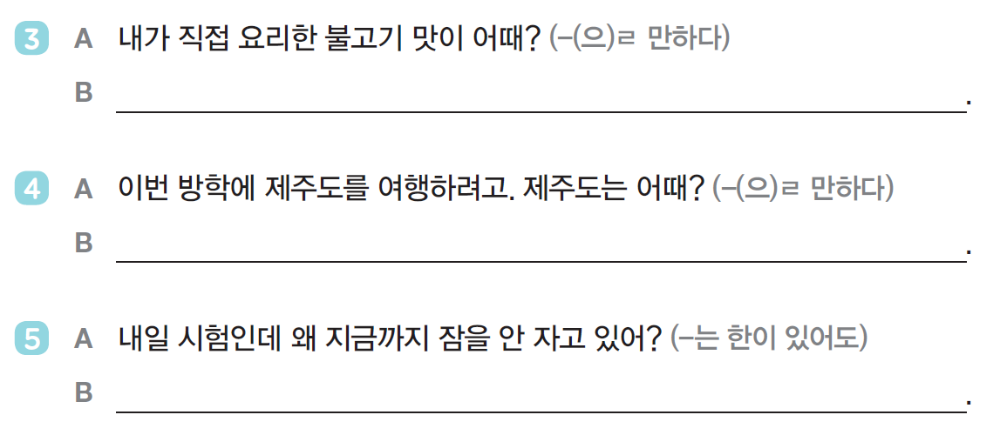 3 A 내가 직접 요리한 불고기 맛이 어때? (–(으)ㄹ 만하다)
B .
4 A 이번 방학에 제주도를 여행하려고. 제주도는 어때? (–(으)ㄹ 만하다)
B .
5 A 내일 시험인데 왜 지금까지 잠을 안 자고 있어? (–는 한이 있어도)
B .